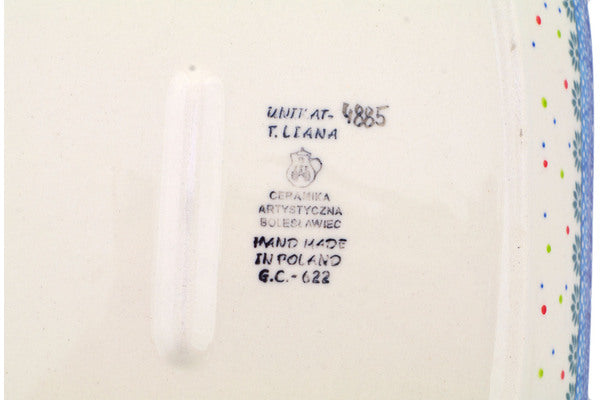 UNIKAT- 4885
T. LIANA
CERAMIKA
ARTYSTYCZNA
BOLESŁAWIEC
HAND MADE
IN POLAND
G.C.-622